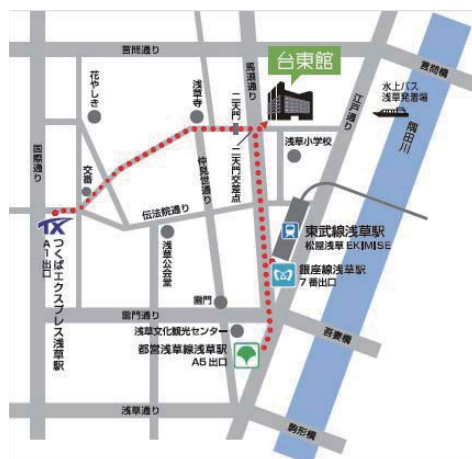 言問通り
台東館
花やしき
浅草寺
二天門
馬道通り
江戸通り
水上バス
浅草発着場
言問橋
隅田川
国際通り
交番
仲見世通り
二天門交差点
浅草小学校
伝法院通り
TX
A1出口
つくばエクスプレス浅草駅
浅草公会堂
東武線浅草駅
松屋浅草 EKIMISE
銀座線浅草駅
7番出口
雷門
雷門通り
浅草文化観光センター
吾妻橋
都営浅草線浅草駅
A5出口
浅草通り
駒形橋